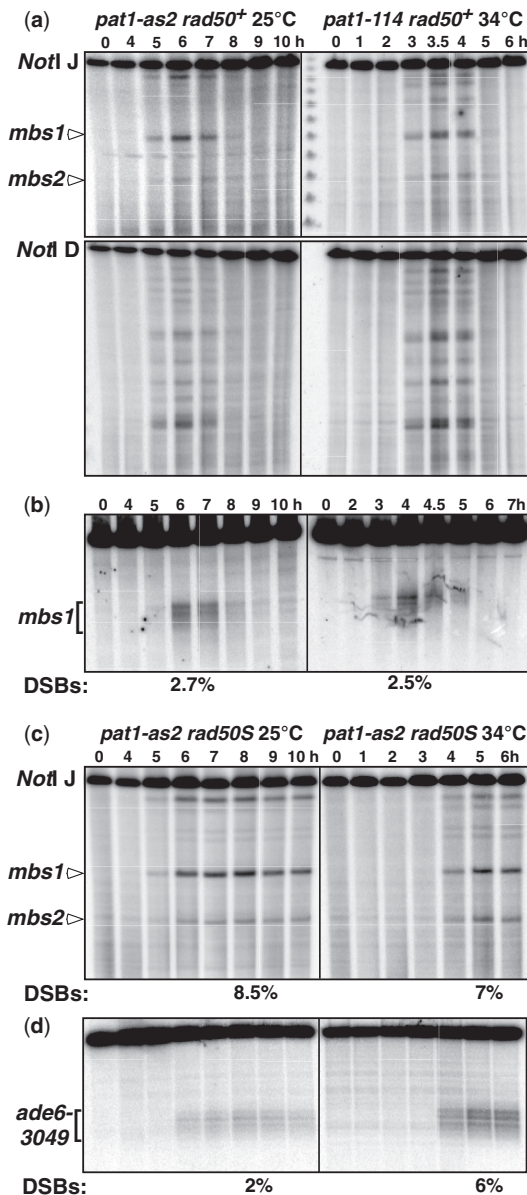 (a) pat1-as2 rad50+ 25°C pat1-114 rad50+ 34°C
0 4 5 6 7 8 9 10 h 0 1 2 3 3.5 4 5 6 h
NotI J
mbs1
mbs2
NotI D
(b) 0 4 5 6 7 8 9 10 h 0 2 3 4 4.5 5 6 7h
mbs1
DSBs: 2.7% 2.5%
(c) pat1-as2 rad50S 25°C pat1-as2 rad50S 34°C
0 4 5 6 7 8 9 10 h 0 1 2 3 4 5 6h
NotI J
mbs1
mbs2
DSBs: 8.5% 7%
(d)
ade6-
3049
DSBs: 2% 6%